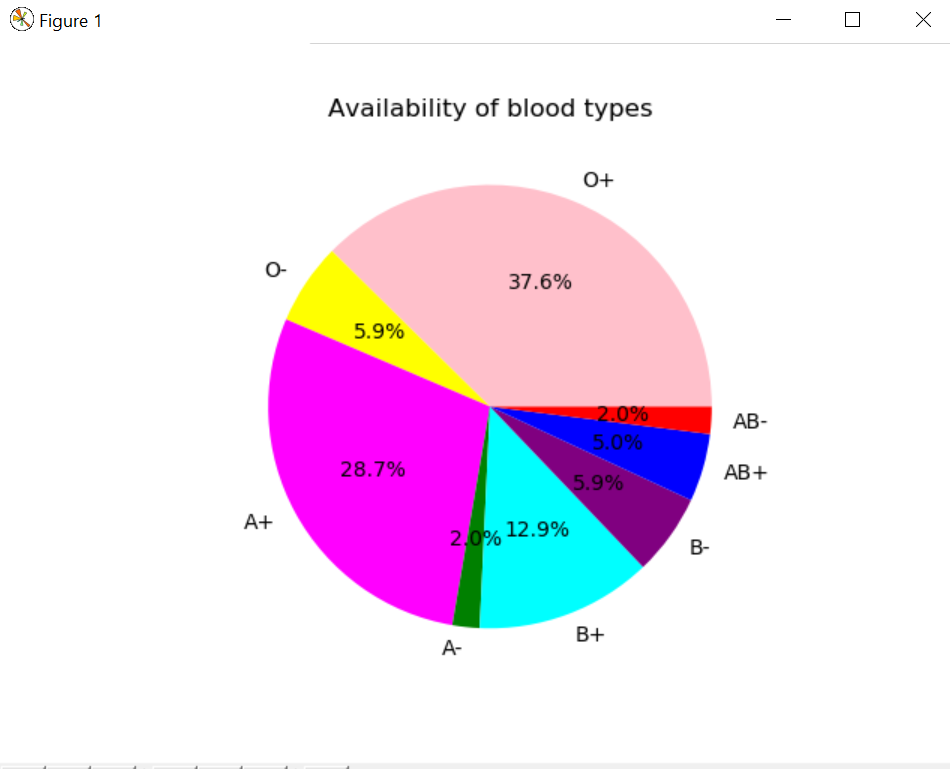 Figure 1
Availability of blood types
O+
37.6%
O-
5.9%
A+
28.7%
A-
2.0%
B+
12.9%
B-
5.9%
AB+
5.0%
AB-
2.0%